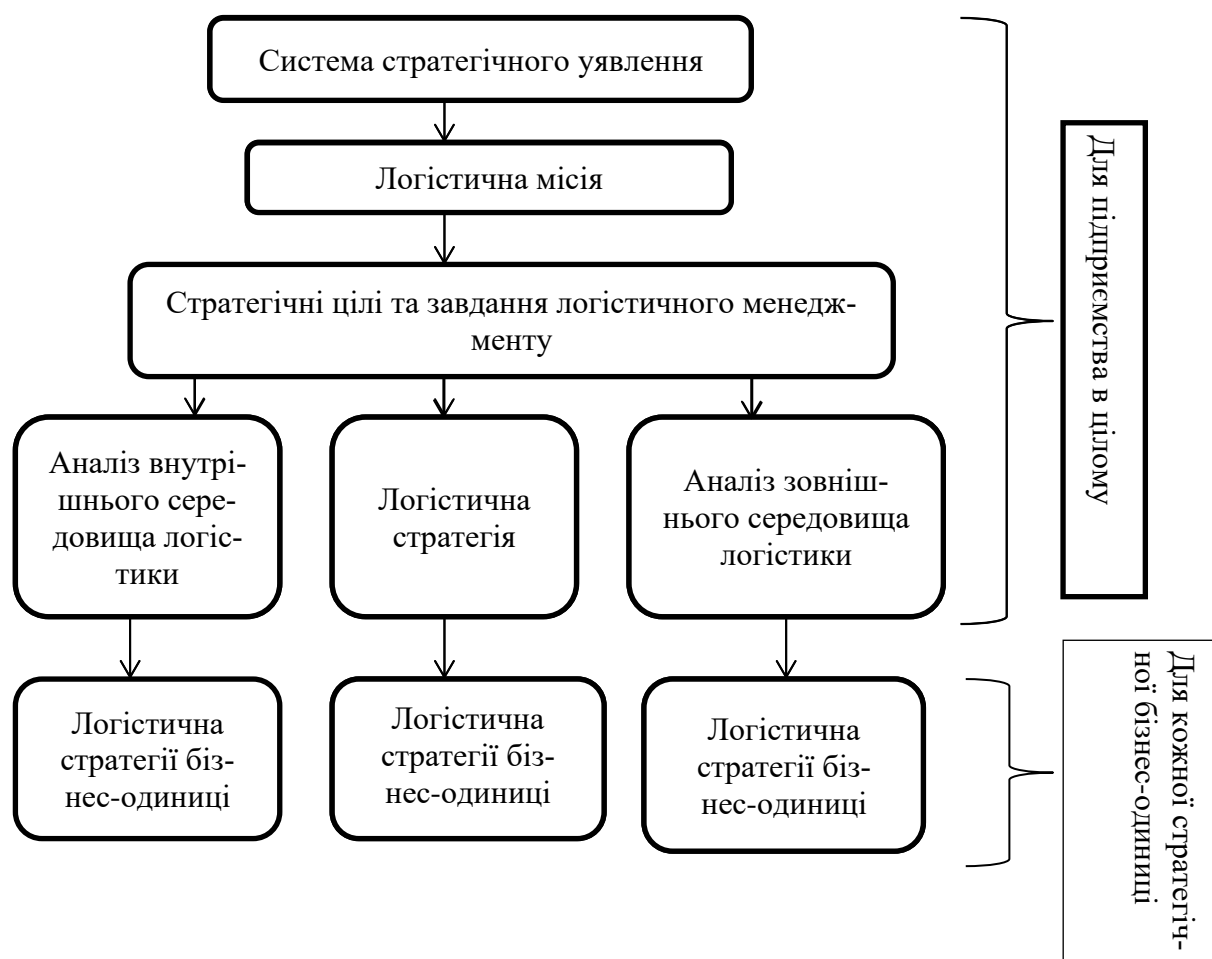 Система стратегічного уявлення
Логістична місія
Стратегічні цілі та завдання логістичного менедж-
менту
Аналіз внутрі-
шнього сере-
довища логіс-
тики
Логістична
стратегія
Аналіз зовніш-
нього середовища
логістики
Для підприємства в цілому
Логістична
стратегії біз-
нес-одиниці
Логістична
стратегії біз-
нес-одиниці
Логістична
стратегії біз-
нес-одиниці
Для кожної стратегіч-
ної бізнес-одиниці